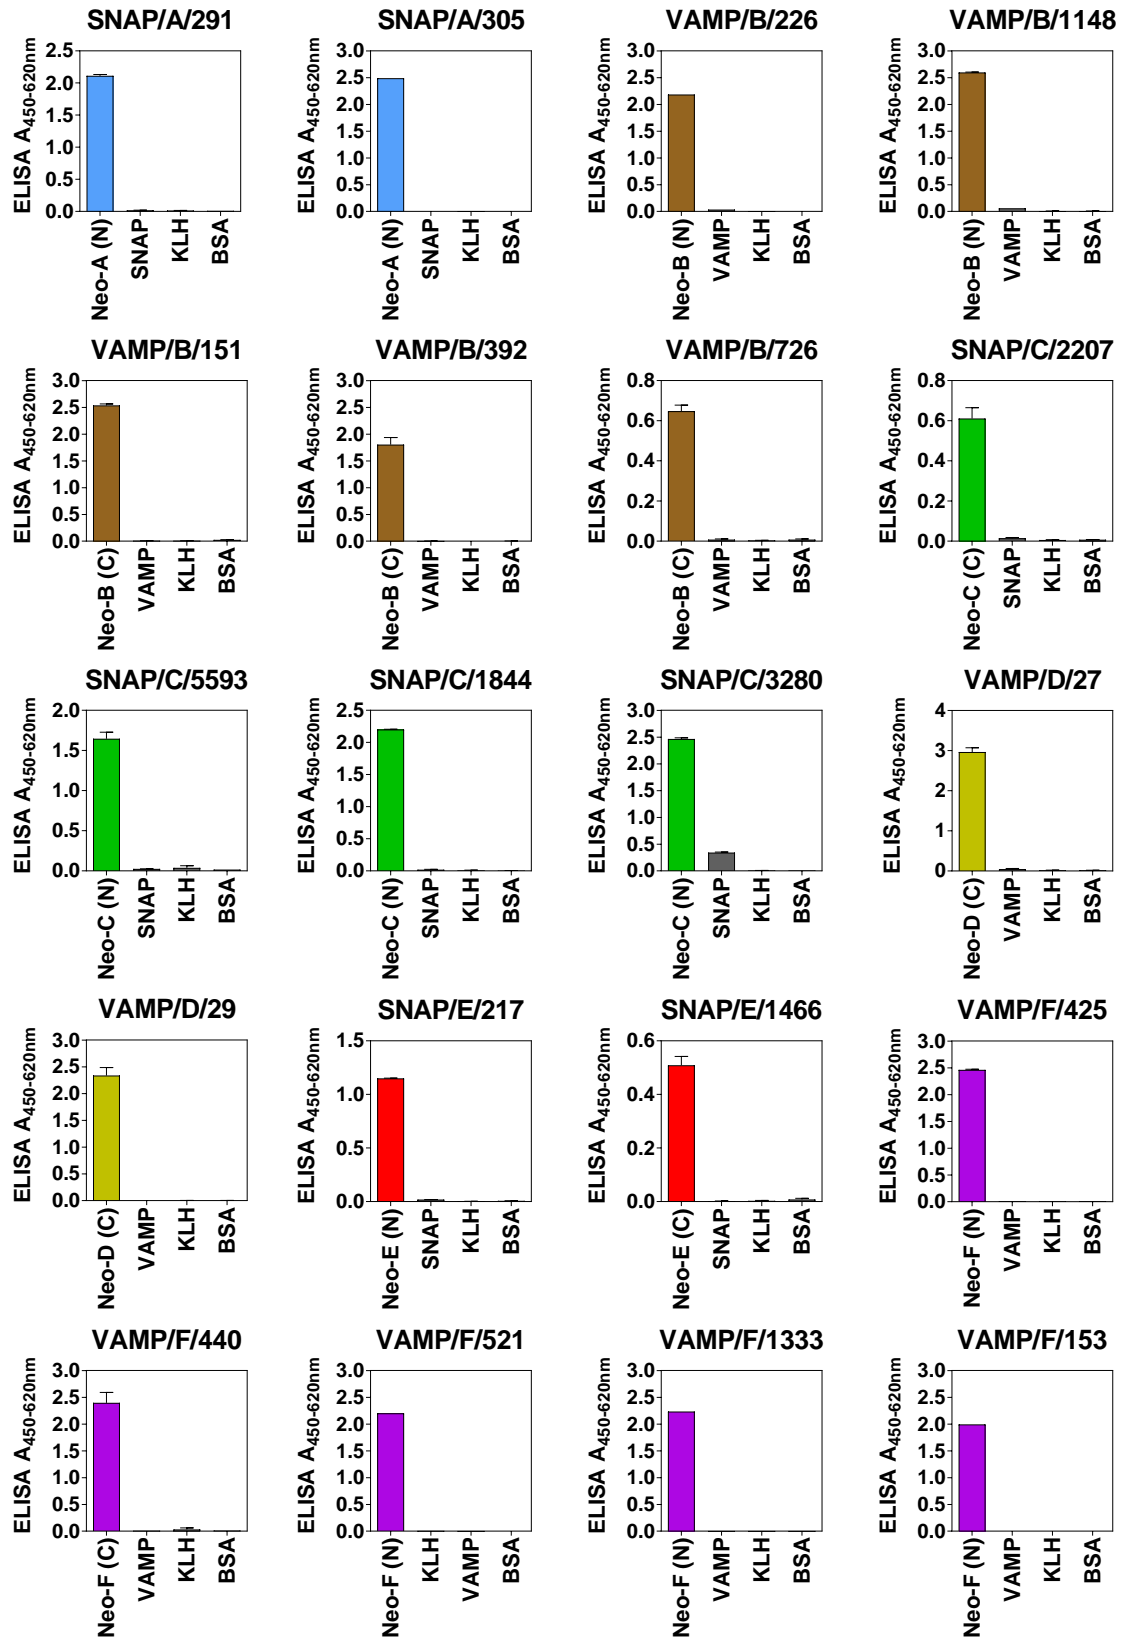 SNAP/A/291
ELISA A450-620nm
2.5
2.0
1.5
1.0
0.5
0.0
Neo-A (N)
SNAP
KLH
BSA
SNAP/A/305
ELISA A450-620nm
3.0
2.5
2.0
1.5
1.0
0.5
0.0
Neo-A (N)
SNAP
KLH
BSA
VAMP/B/226
ELISA A450-620nm
3.0
2.5
2.0
1.5
1.0
0.5
0.0
Neo-B (N)
VAMP
KLH
BSA
VAMP/B/1148
ELISA A450-620nm
3.0
2.5
2.0
1.5
1.0
0.5
0.0
Neo-B (N)
VAMP
KLH
BSA
VAMP/B/151
ELISA A450-620nm
3.0
2.5
2.0
1.5
1.0
0.5
0.0
Neo-B (C)
VAMP
KLH
BSA
VAMP/B/392
ELISA A450-620nm
3.0
2.5
2.0
1.5
1.0
0.5
0.0
Neo-B (C)
VAMP
KLH
BSA
VAMP/B/726
ELISA A450-620nm
0.8
0.6
0.4
0.2
0.0
Neo-B (C)
VAMP
KLH
BSA
SNAP/C/2207
ELISA A450-620nm
0.8
0.6
0.4
0.2
0.0
Neo-C (C)
SNAP
KLH
BSA
SNAP/C/5593
ELISA A450-620nm
2.0
1.5
1.0
0.5
0.0
Neo-C (N)
SNAP
KLH
BSA
SNAP/C/1844
ELISA A450-620nm
2.5
2.0
1.5
1.0
0.5
0.0
Neo-C (N)
SNAP
KLH
BSA
SNAP/C/3280
ELISA A450-620nm
3.0
2.5
2.0
1.5
1.0
0.5
0.0
Neo-C (N)
SNAP
KLH
BSA
VAMP/D/27
ELISA A450-620nm
4
3
2
1
0
Neo-D (C)
VAMP
KLH
BSA
VAMP/D/29
ELISA A450-620nm
3.0
2.5
2.0
1.5
1.0
0.5
0.0
Neo-D (C)
VAMP
KLH
BSA
SNAP/E/217
ELISA A450-620nm
1.5
1.0
0.5
0.0
Neo-E (N)
SNAP
KLH
BSA
SNAP/E/1466
ELISA A450-620nm
0.6
0.4
0.2
0.0
Neo-E (C)
SNAP
KLH
BSA
VAMP/F/425
ELISA A450-620nm
3.0
2.5
2.0
1.5
1.0
0.5
0.0
Neo-F (N)
VAMP
KLH
BSA
VAMP/F/440
ELISA A450-620nm
3.0
2.5
2.0
1.5
1.0
0.5
0.0
Neo-F (C)
VAMP
KLH
BSA
VAMP/F/521
ELISA A450-620nm
3.0
2.5
2.0
1.5
1.0
0.5
0.0
Neo-F (N)
KLH
VAMP
BSA
VAMP/F/1333
ELISA A450-620nm
3.0
2.5
2.0
1.5
1.0
0.5
0.0
Neo-F (N)
VAMP
KLH
BSA
VAMP/F/153
ELISA A450-620nm
3.0
2.5
2.0
1.5
1.0
0.5
0.0
Neo-F (N)
VAMP
KLH
BSA